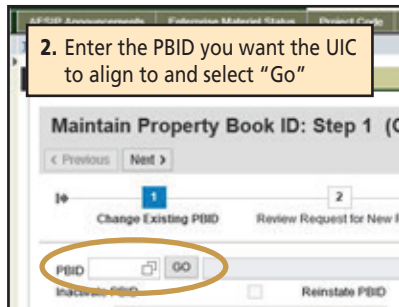 AESIP Announcements Enterprise Materiel Status Project Code
2. Enter the PBID you want the UIC
to align to and select “Go”
Maintain Property Book ID: Step 1 (
< Previous Next >
1 2
Change Existing PBID Review Request for New
PBID GO
Inactivate PBID Reinstate PBID